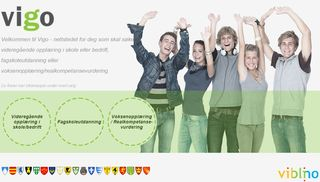 vigo
Velkommen til Vigo - nettstedet for deg som skal søke
videregående opplæring i skole eller bedrift,
fagskoleutdanning eller
voksenopplæring/realkompetansevurdering
Videregående
opplæring i
skole/bedrift
Fagskoleutdanning
Voksenopplæring
/ Realkompetanse-
vurdering
viblino